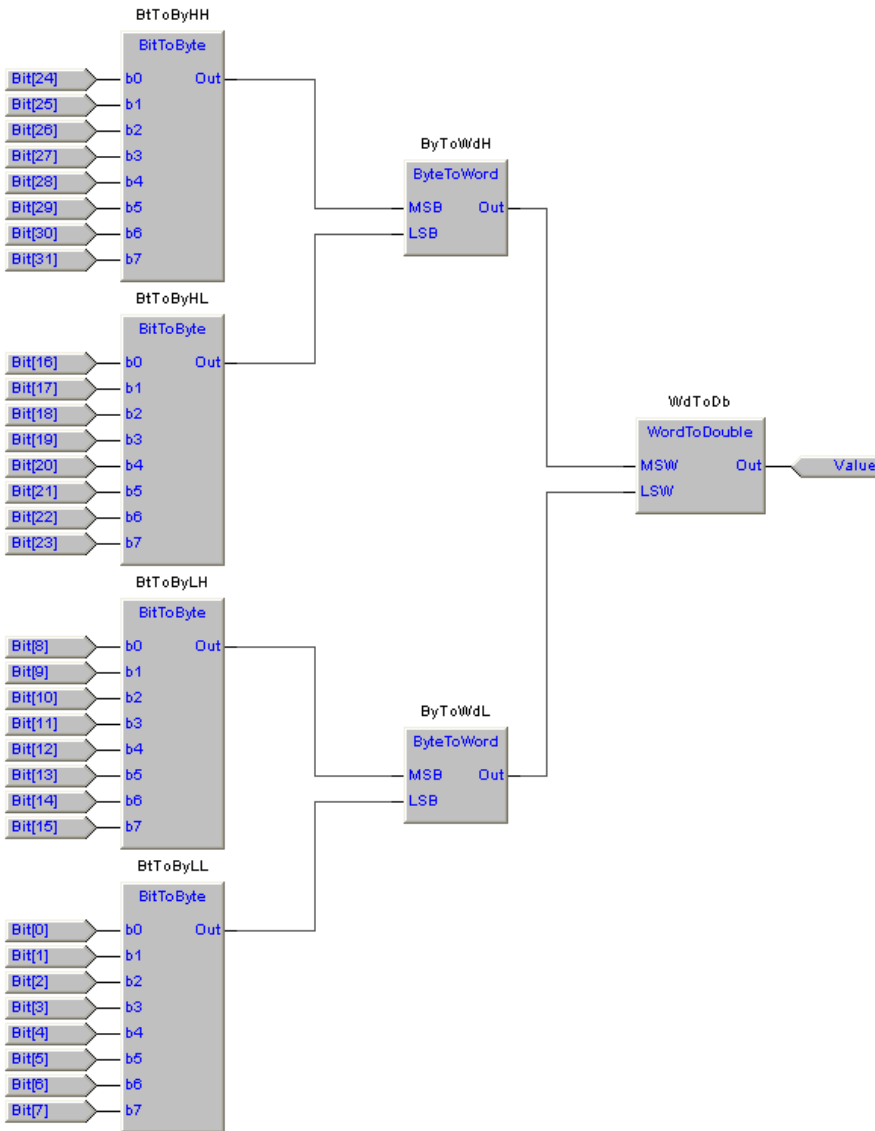 BtToByHH
BitToByte
Bit[24] b0 Out
Bit[25] b1
Bit[26] b2
Bit[27] b3
Bit[28] b4
Bit[29] b5
Bit[30] b6
Bit[31] b7
ByToWdH
ByteToWord
MSB Out
LSB
BtToByHL
BitToByte
Bit[16] b0 Out
Bit[17] b1
Bit[18] b2
Bit[19] b3
Bit[20] b4
Bit[21] b5
Bit[22] b6
Bit[23] b7
WdToDb
WordToDouble
MSW Out Value
LSW
BtToByLH
BitToByte
Bit[8] b0 Out
Bit[9] b1
Bit[10] b2
Bit[11] b3
Bit[12] b4
Bit[13] b5
Bit[14] b6
Bit[15] b7
ByToWdL
ByteToWord
MSB Out
LSB
BtToByLL
BitToByte
Bit[0] b0 Out
Bit[1] b1
Bit[2] b2
Bit[3] b3
Bit[4] b4
Bit[5] b5
Bit[6] b6
Bit[7] b7